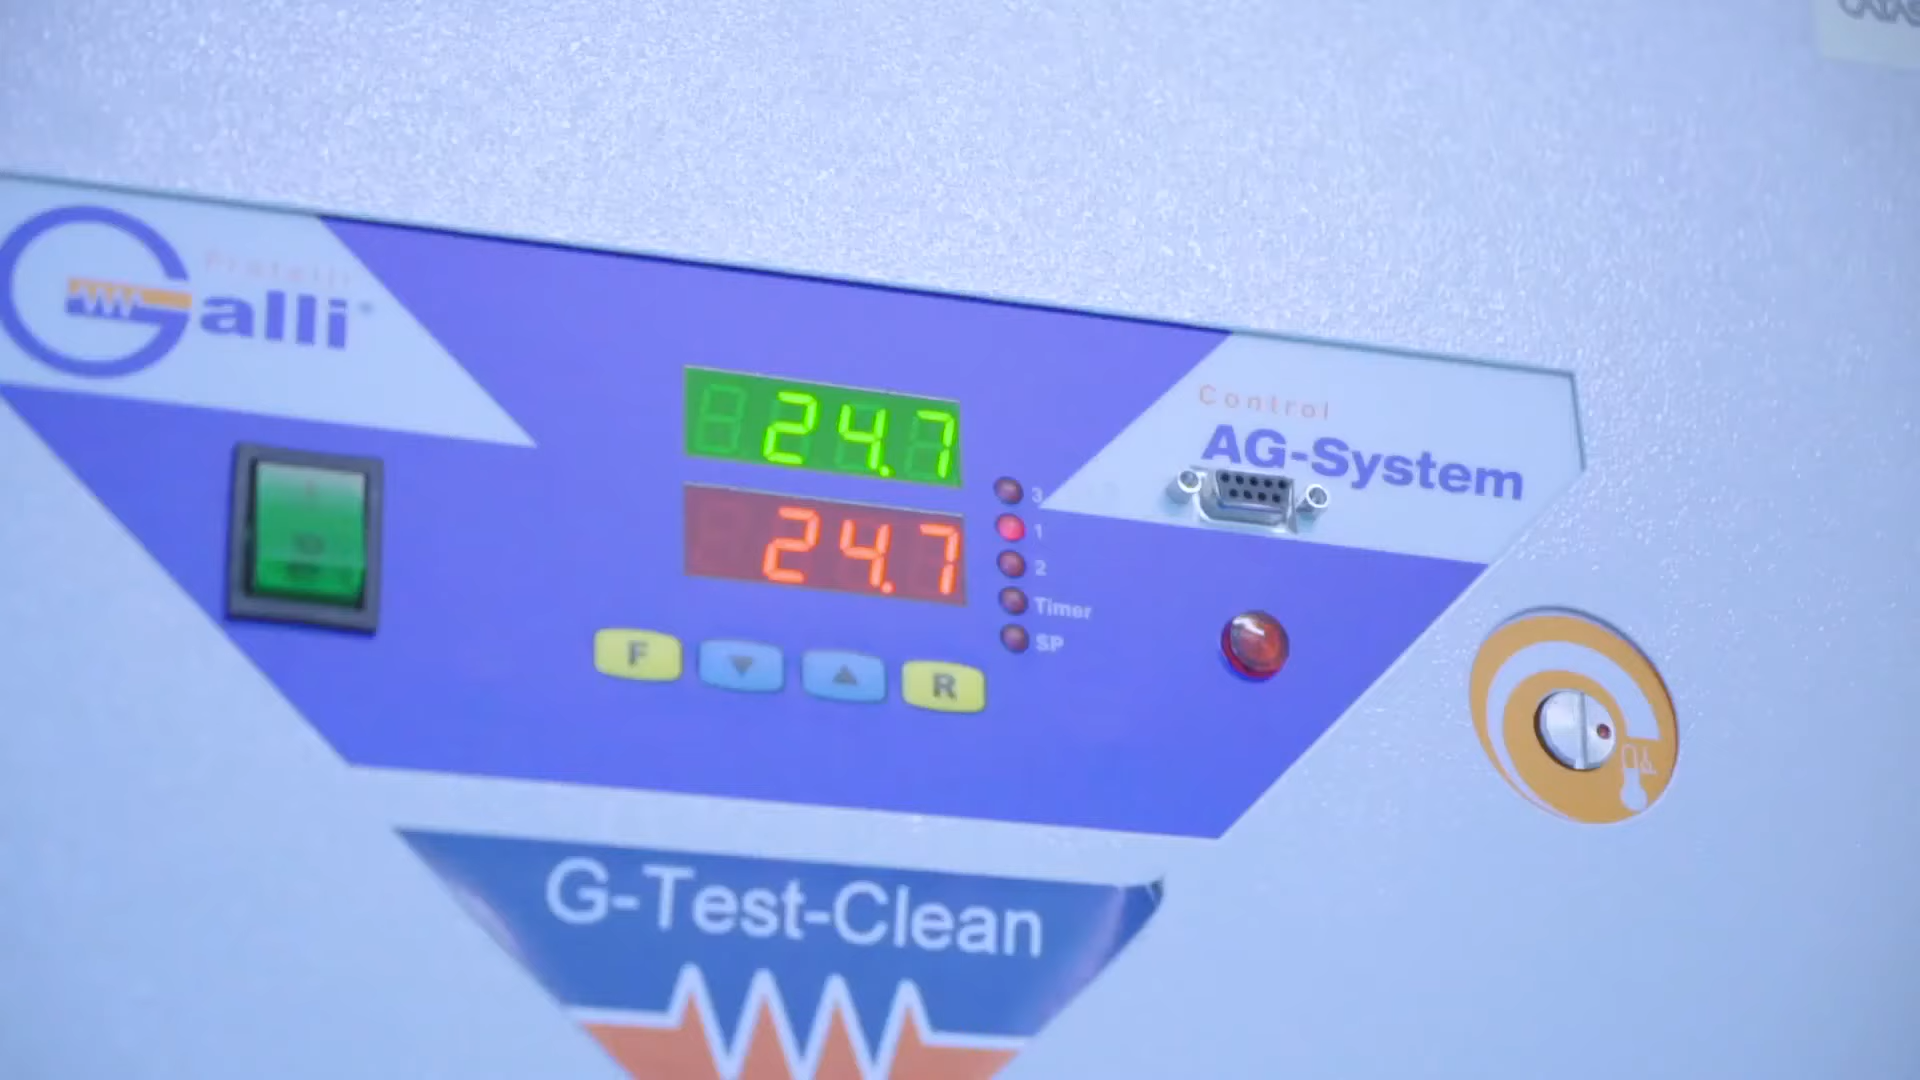 Fratelli
Galli
24.7
24.7
3
1
2
Timer
SP
F
R
Control
AG-System
G-Test-Clean